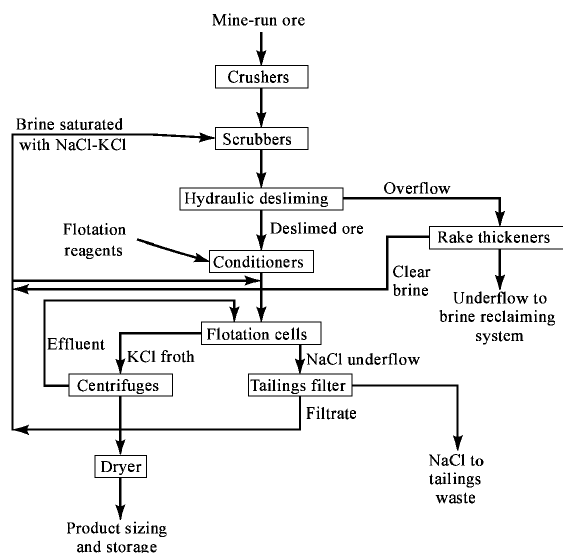 Mine-run ore
Crushers
Brine saturated
with NaCl-KCl
Scrubbers
Hydraulic desliming
Overflow
Flotation
reagents
Deslimed ore
Conditioners
Rake thickeners
Clear
brine
Underflow to
brine reclaiming
system
Flotation cells
Effluent
KCl froth
NaCl underflow
Centrifuges
Tailings filter
Filtrate
Dryer
NaCl to
tailings
waste
Product sizing
and storage